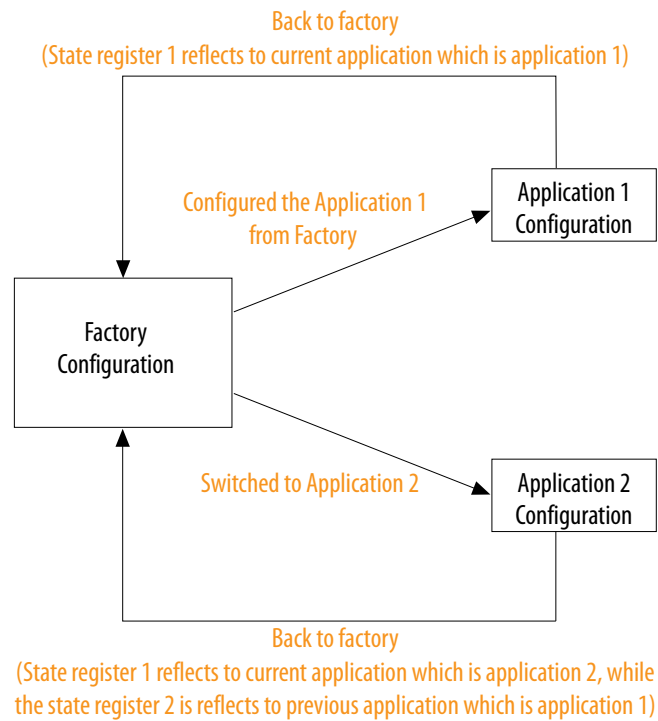 Back to factory
(State register 1 reflects to current application which is application 1)
Configured the Application 1
from Factory
Application 1
Configuration
Factory
Configuration
Switched to Application 2
Application 2
Configuration
Back to factory
(State register 1 reflects to current application which is application 2, while
the state register 2 is reflects to previous application which is application 1)